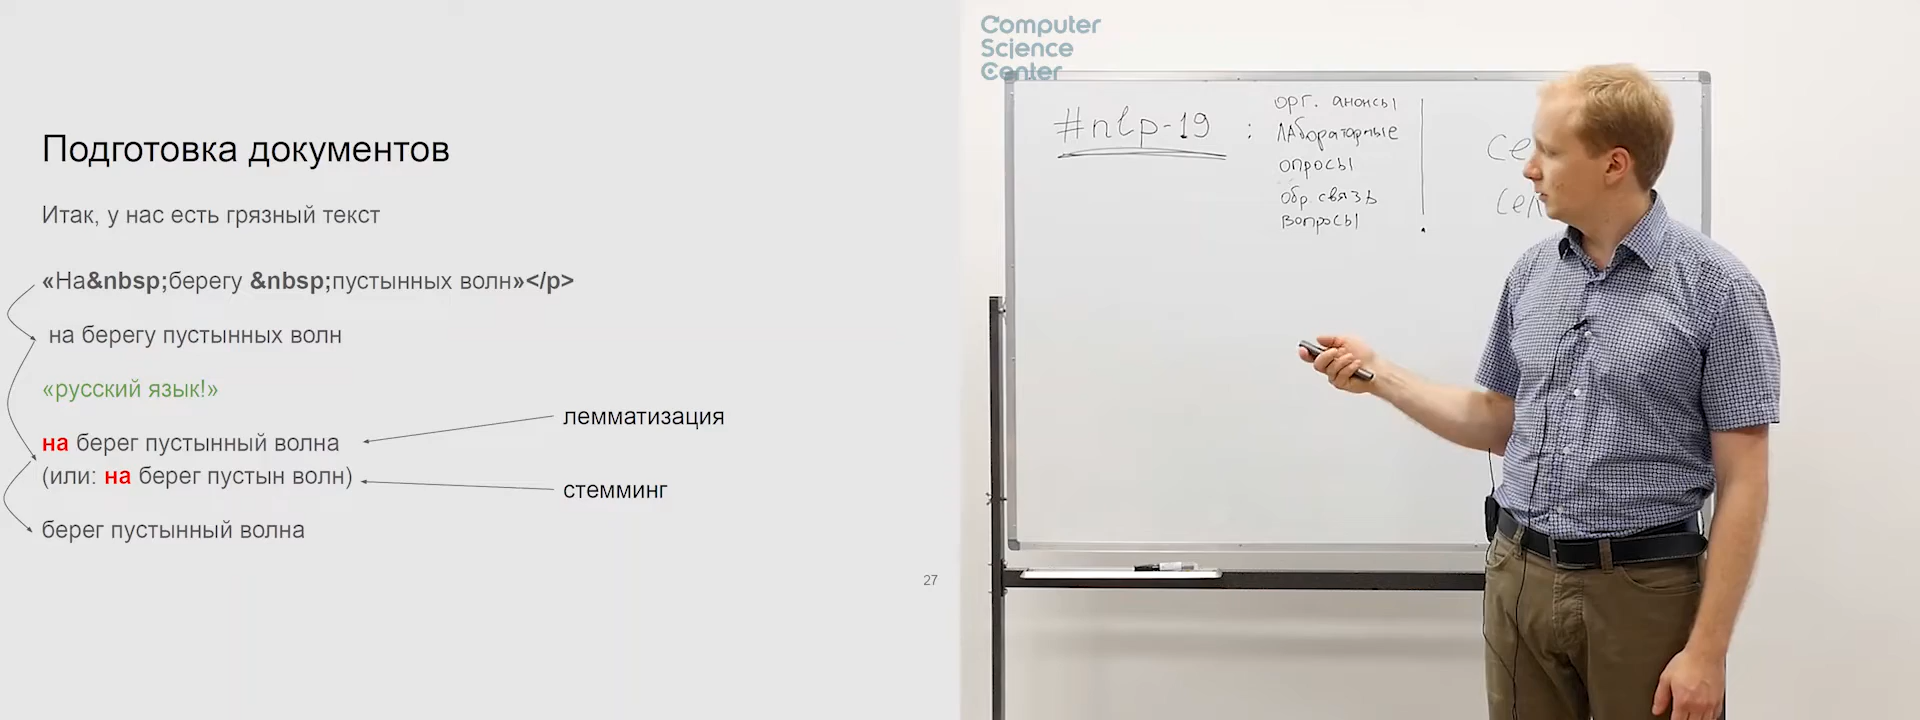 Подготовка документов
Итак, у нас есть грязный текст
«На&nbsp;берегу &nbsp;пустынных волн»</p>
на берегу пустынных волн
«русский язык!»
на берег пустынный волна
(или: на берег пустын волн)
берег пустынный волна
лемматизация
стемминг
27
Computer
Science
Center
#nlp-19 :
орг. анонсы
лабораторные
опросы
обр. связь
вопросы